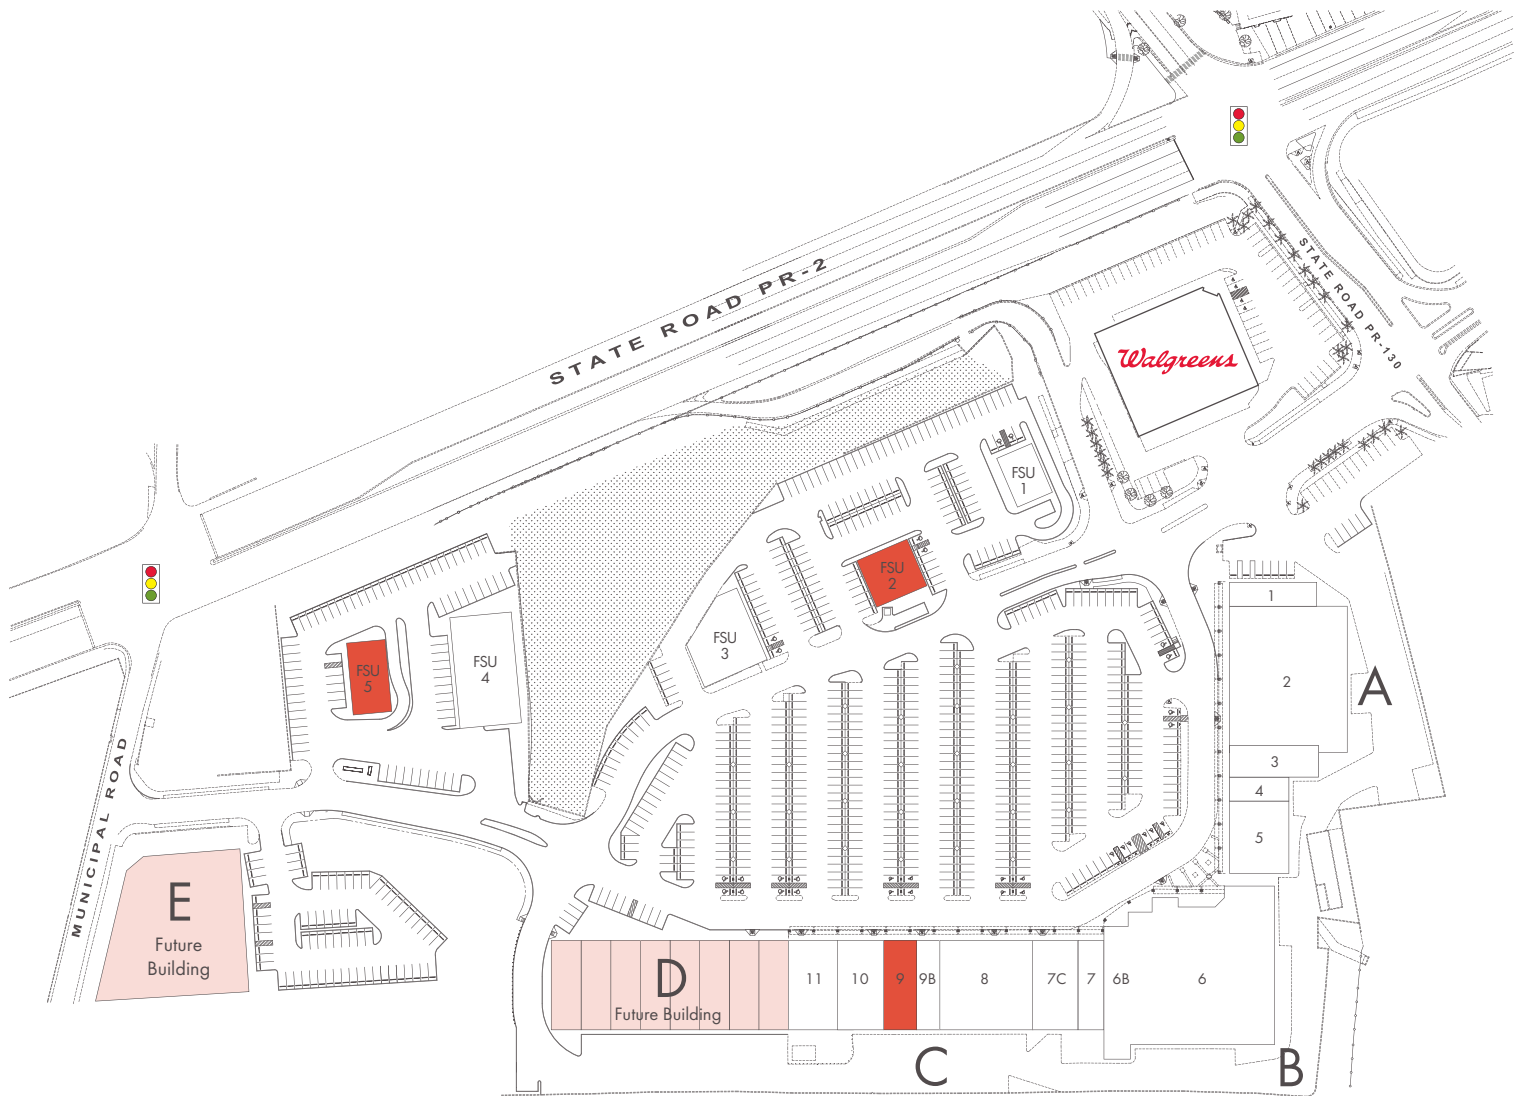 STATE ROAD PR-2
STATE ROAD PR-130
Walgreens
FSU
1
FSU
2
FSU
3
FSU
4
FSU
5
1
2
A
3
4
5
MUNICIPAL ROAD
E
Future
Building
D
Future Building
11
10
9
9B
8
7C
7
6B
6
C
B